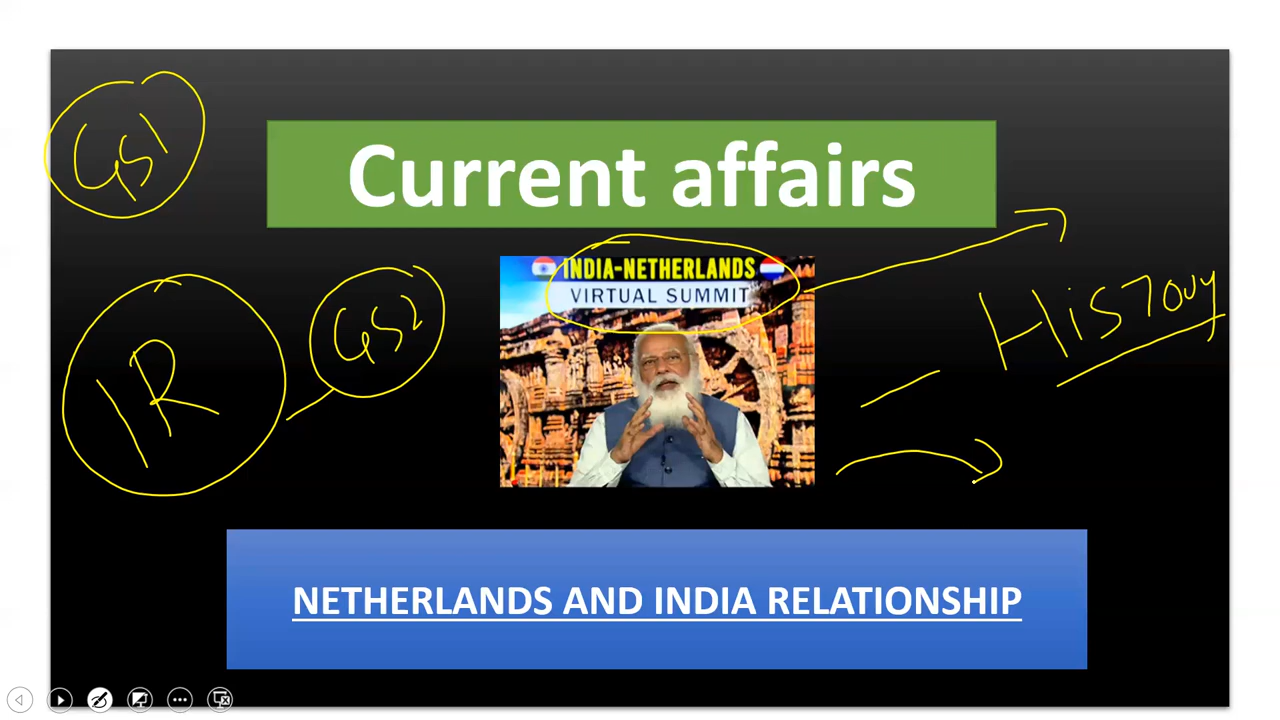 GS1
Current affairs
INDIA-NETHERLANDS
VIRTUAL SUMMIT
History
GS2
IR
NETHERLANDS AND INDIA RELATIONSHIP